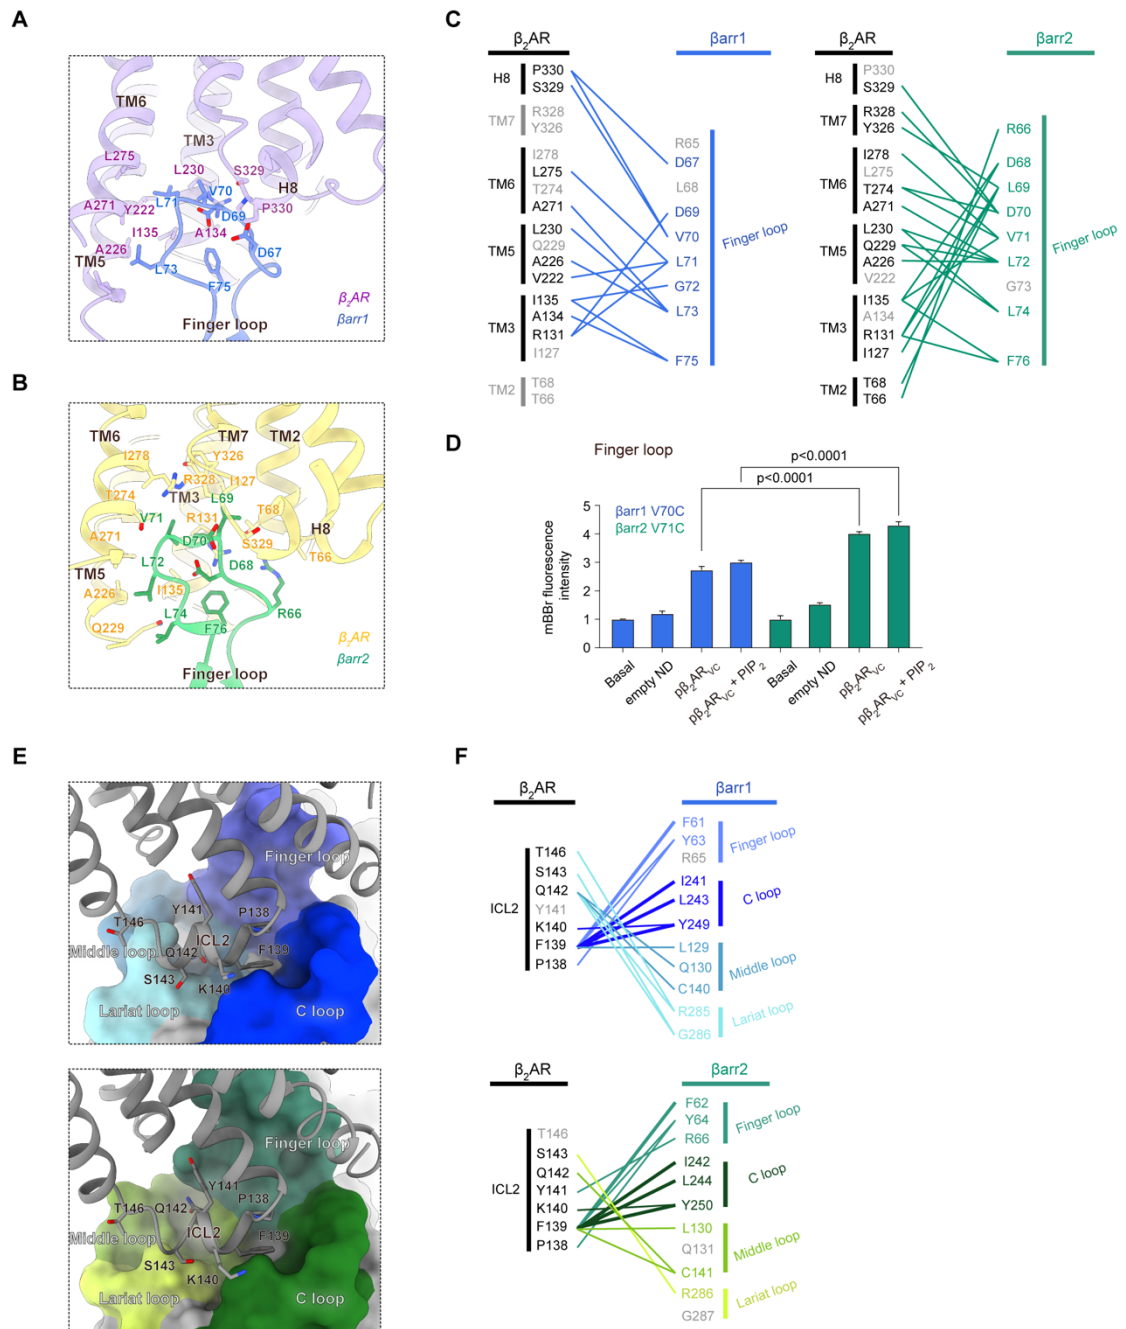 A
TM6
TM3
L275
L230
S329
V70
H8
L71
A271
Y222
D69
P330
I135
A134
A226
D67
TM5
L73
F75
β₂AR
βarr1
Finger loop
B
TM6
TM7
TM2
I278
Y326
R328
I127
T274
TM3
L69
V71
R131
T68
H8
A271
D70
S329
L72
T66
TM5
D68
A226
I135
L74
R66
Q229
F76
β₂AR
βarr2
Finger loop
C
β₂AR
βarr1
H8
P330
S329
TM7
R328
Y326
TM6
I278
L275
T274
A271
TM5
L230
Q229
A226
V222
TM3
I135
A134
R131
I127
TM2
T68
T66
R65
D67
L68
D69
V70
L71
G72
L73
F75
Finger loop
β₂AR
βarr2
H8
P330
S329
TM7
R328
Y326
TM6
I278
L275
T274
A271
TM5
L230
Q229
A226
V222
TM3
I135
A134
R131
I127
TM2
T68
T66
R66
D68
L69
D70
V71
L72
G73
L74
F76
Finger loop
D
Finger loop
p<0.0001
p<0.0001
βarr1 V70C
βarr2 V71C
mBBr fluorescence
intensity
5
4
3
2
1
0
Basal
empty ND
pβ₂AR_VC
pβ₂AR_VC + PIP₂
Basal
empty ND
pβ₂AR_VC
pβ₂AR_VC + PIP₂
E
Finger loop
Y141
P138
T146
Middle loop
ICL2
Q142
F139
S143
K140
Lariat loop
C loop
Finger loop
Y141
P138
T146
Q142
Middle loop
ICL2
F139
S143
K140
Lariat loop
C loop
F
β₂AR
βarr1
ICL2
T146
S143
Q142
Y141
K140
F139
P138
F61
Y63
R65
Finger loop
I241
L243
Y249
C loop
L129
Q130
C140
Middle loop
R285
G286
Lariat loop
β₂AR
βarr2
ICL2
T146
S143
Q142
Y141
K140
F139
P138
F62
Y64
R66
Finger loop
I242
L244
Y250
C loop
L130
Q131
C141
Middle loop
R286
G287
Lariat loop